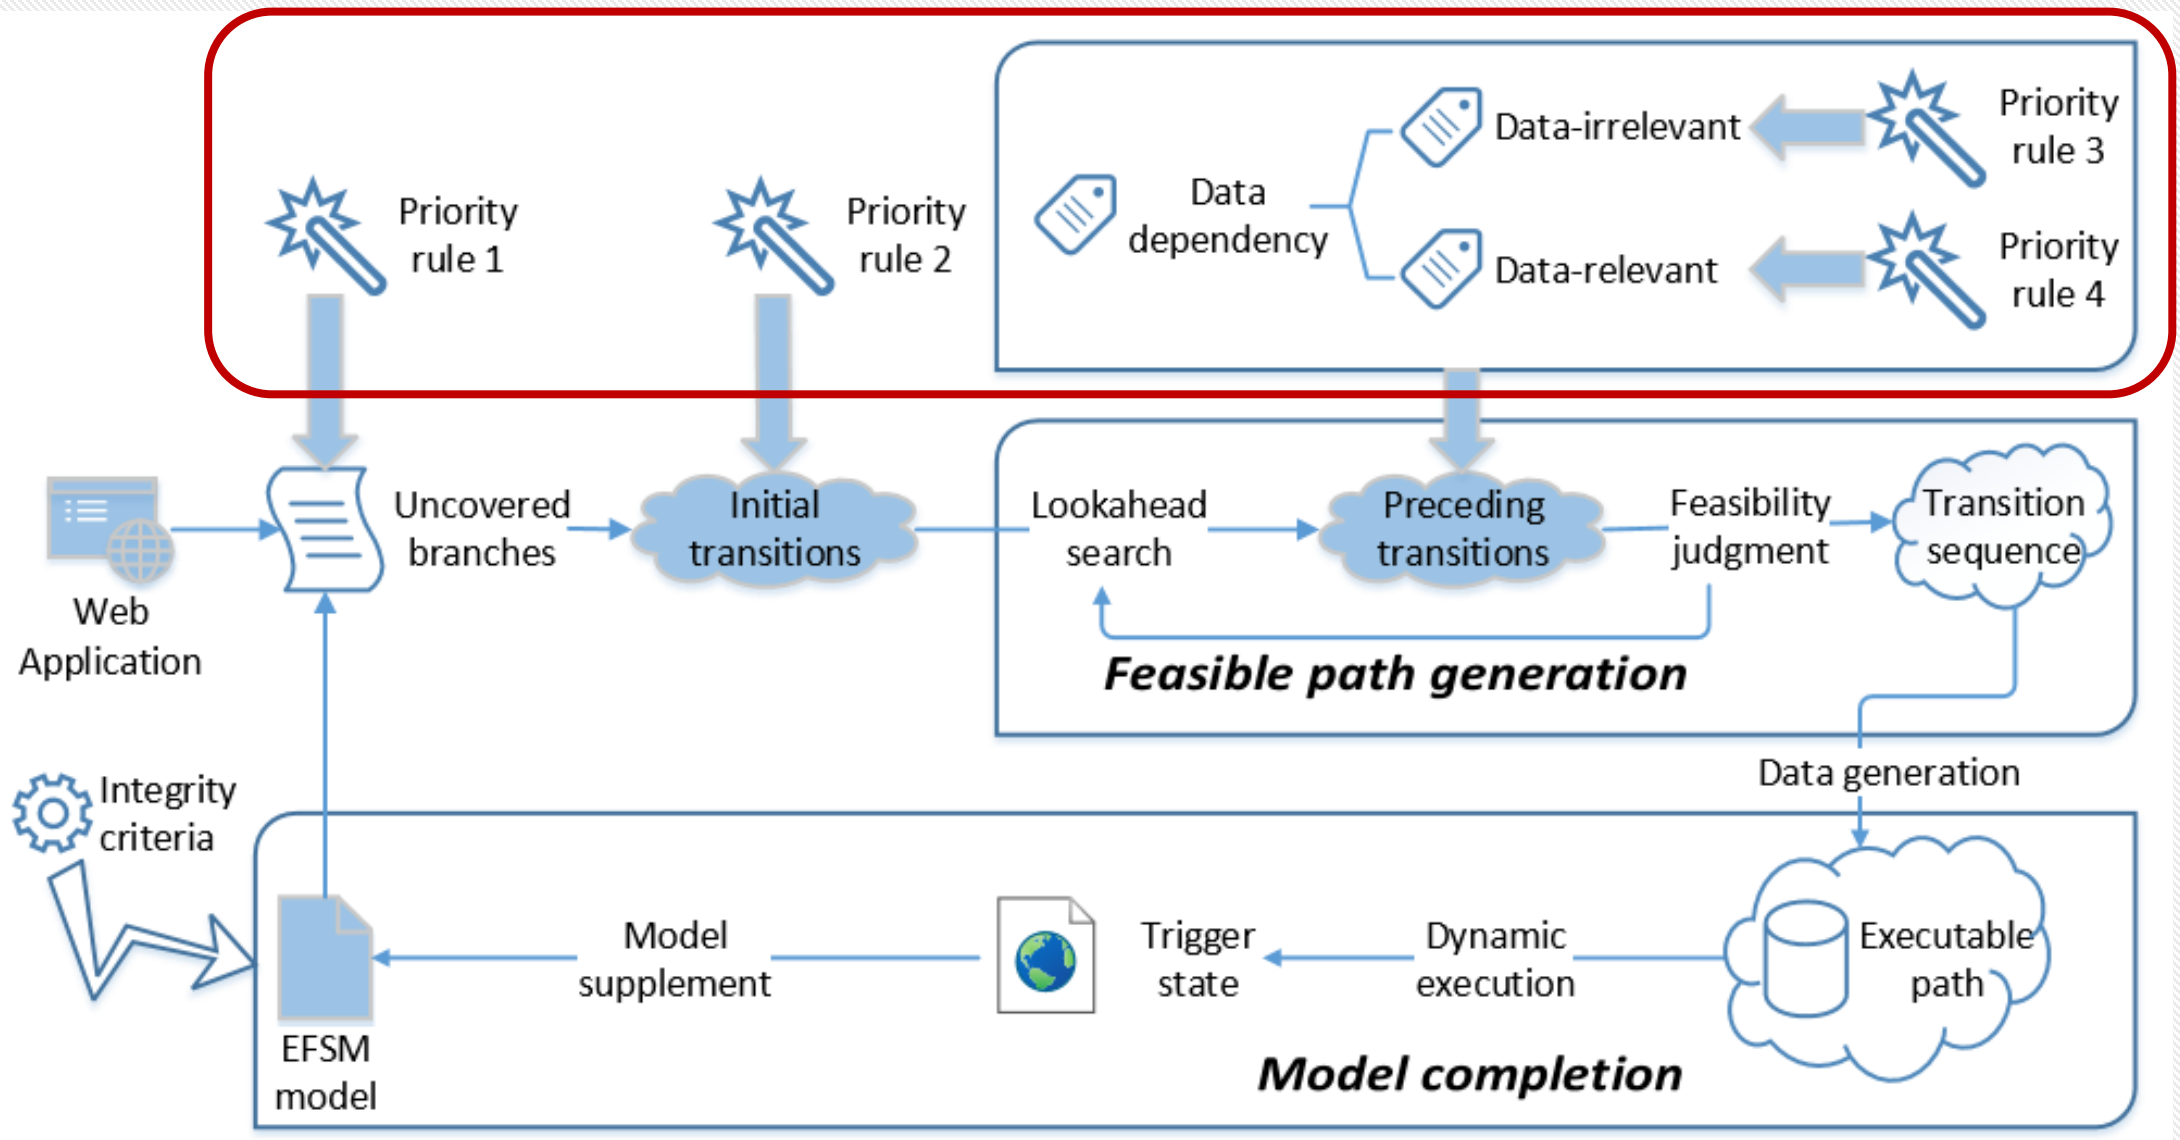 Priority
rule 1
Priority
rule 2
Data
dependency
Data-irrelevant
Data-relevant
Priority
rule 3
Priority
rule 4
Web
Application
Uncovered
branches
Initial
transitions
Lookahead
search
Preceding
transitions
Feasibility
judgment
Transition
sequence
Feasible path generation
Data generation
Integrity
criteria
EFSM
model
Model
supplement
Trigger
state
Dynamic
execution
Executable
path
Model completion